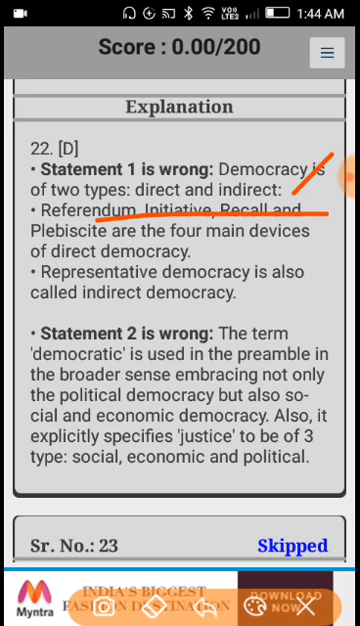 VO))
LTE2
1:44 AM
Score : 0.00/200
Explanation
22. [D]
• Statement 1 is wrong: Democracy is
of two types: direct and indirect:
• Referendum, Initiative, Recall and
Plebiscite are the four main devices
of direct democracy.
• Representative democracy is also
called indirect democracy.
• Statement 2 is wrong: The term
'democratic' is used in the preamble in
the broader sense embracing not only
the political democracy but also so-
cial and economic democracy. Also, it
explicitly specifies 'justice' to be of 3
type: social, economic and political.
Sr. No.: 23
Skipped
Myntra
INDIA'S BIGGEST
FASHION DESTINATION
DOWNLOAD
NOW